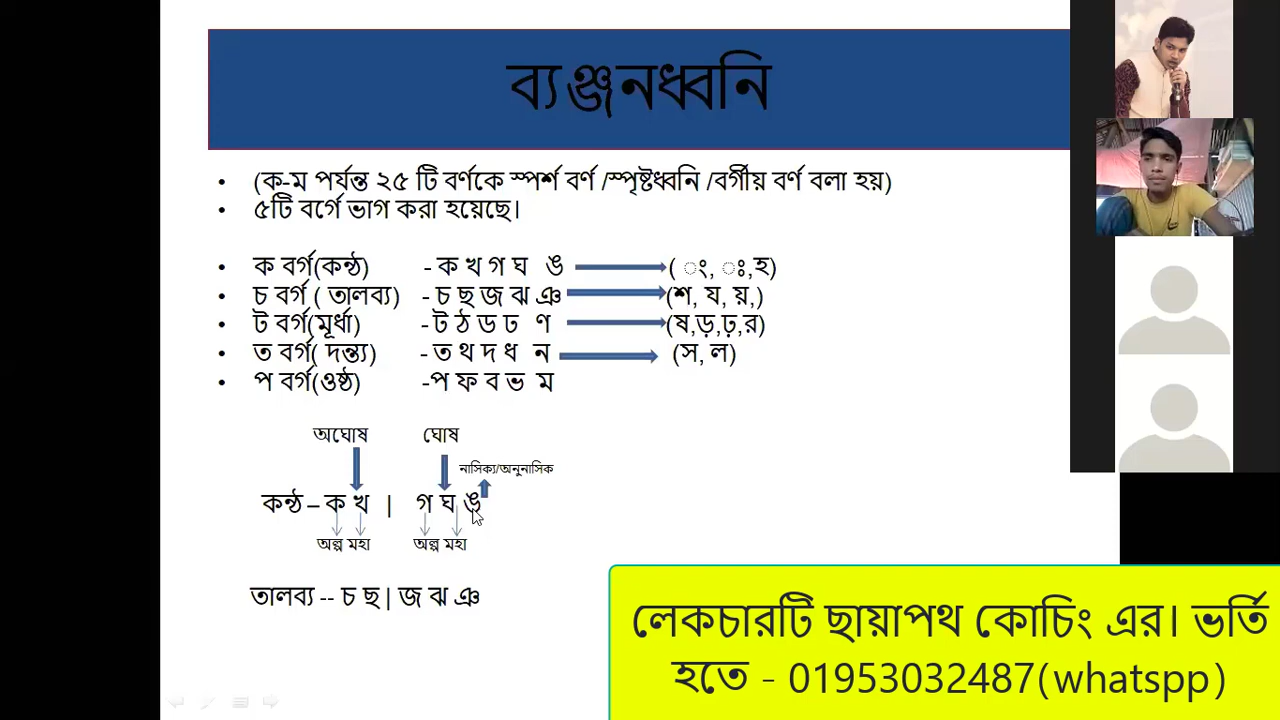 ব্যঞ্জনধ্বনি
• (ক-ম পর্যন্ত ২৫ টি বর্ণকে স্পর্শ বর্ণ /স্পৃষ্টধ্বনি /বর্গীয় বর্ণ বলা হয়)
• ৫টি বর্গে ভাগ করা হয়েছে।
• ক বর্গ(কন্ঠ) - ক খ গ ঘ ঙ ( ং, ঃ,হ)
• চ বর্গ ( তালব্য) - চ ছ জ ঝ ঞ (শ, য, য়,)
• ট বর্গ(মূর্ধা) -ট ঠ ড ঢ ণ (ষ,ড়,ঢ়,র)
• ত বর্গ( দন্ত্য) - ত থ দ ধ ন (স, ল)
• প বর্গ(ওষ্ঠ) -প ফ ব ভ ম
অঘোষ ঘোষ
নাসিক্য/অনুনাসিক
কন্ঠ – ক খ | গ ঘ ঙ
অল্প মহা অল্প মহা
তালব্য -- চ ছ | জ ঝ ঞ
লেকচারটি ছায়াপথ কোচিং এর। ভর্তি
হতে - 01953032487(whatspp)